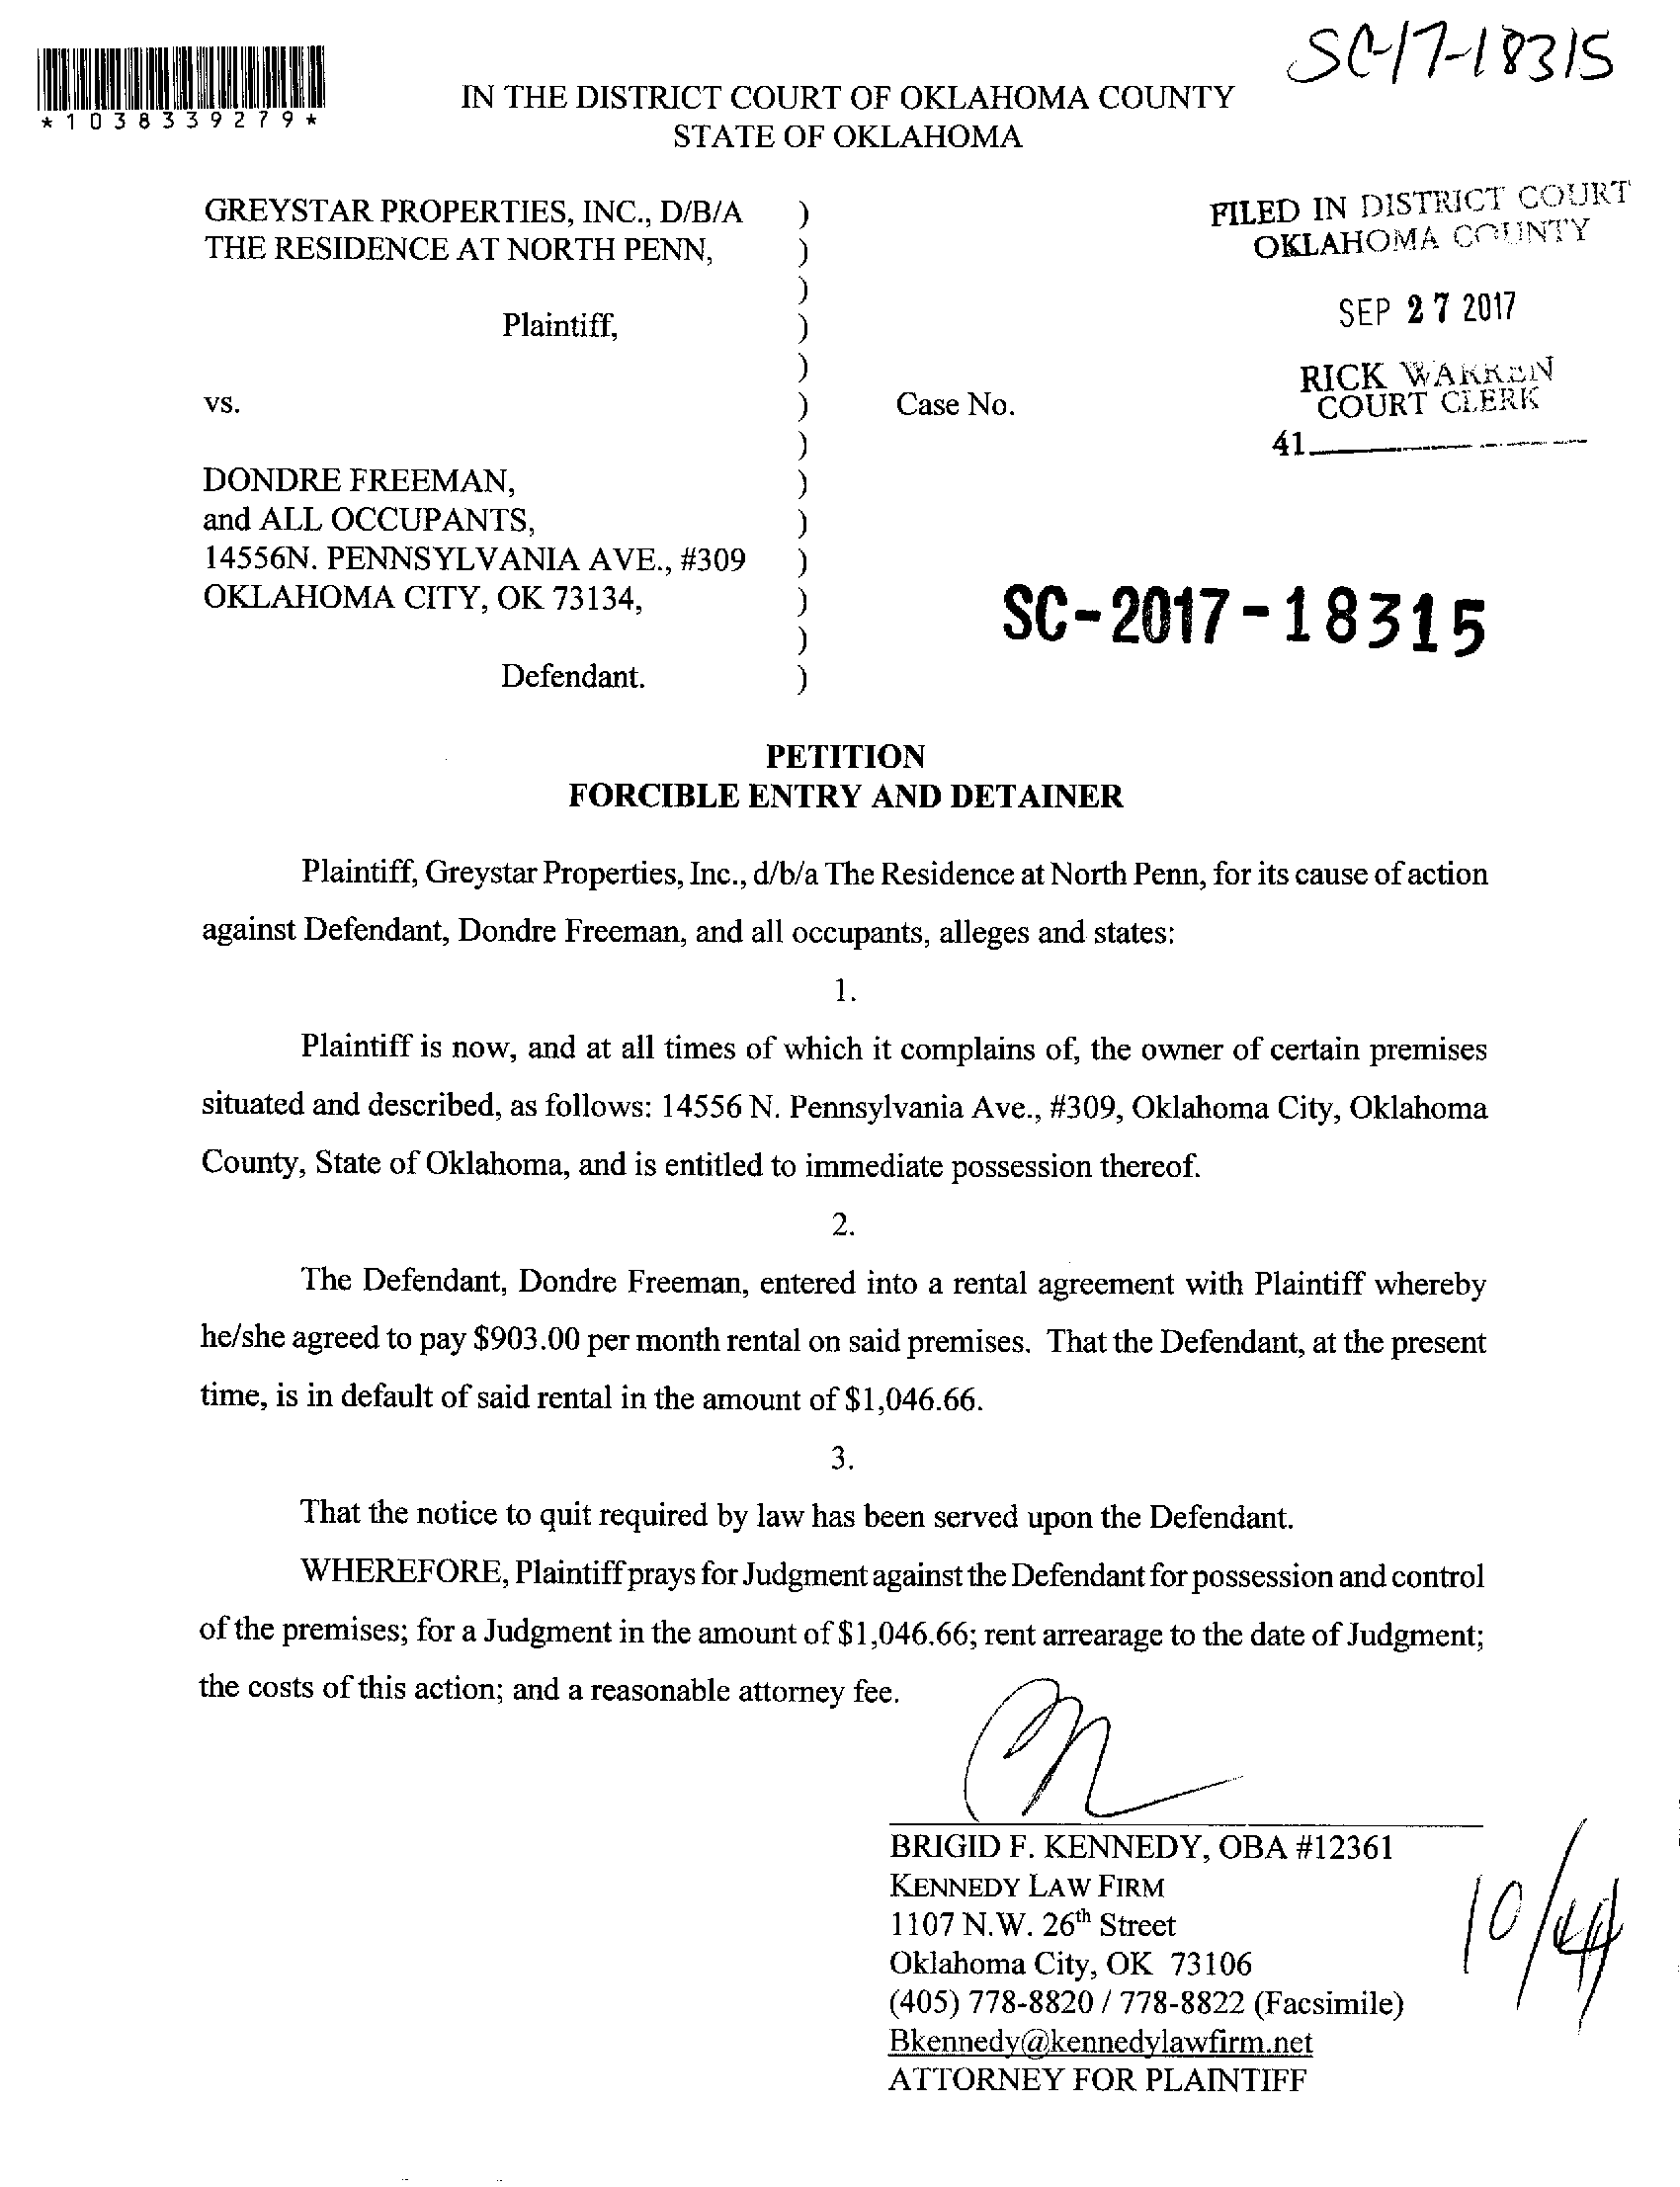 SC-17-18315
*1038339279*
IN THE DISTRICT COURT OF OKLAHOMA COUNTY
STATE OF OKLAHOMA
GREYSTAR PROPERTIES, INC., D/B/A )
THE RESIDENCE AT NORTH PENN, )
)
Plaintiff, )
)
vs. ) Case No.
)
DONDRE FREEMAN, )
and ALL OCCUPANTS, )
14556N. PENNSYLVANIA AVE., #309 )
OKLAHOMA CITY, OK 73134, )
)
Defendant. )
FILED IN DISTRICT COURT
OKLAHOMA COUNTY
SEP 27 2017
RICK WARREN
COURT CLERK
41
SC-2017-18315
PETITION
FORCIBLE ENTRY AND DETAINER
Plaintiff, Greystar Properties, Inc., d/b/a The Residence at North Penn, for its cause of action
against Defendant, Dondre Freeman, and all occupants, alleges and states:
1.
Plaintiff is now, and at all times of which it complains of, the owner of certain premises
situated and described, as follows: 14556 N. Pennsylvania Ave., #309, Oklahoma City, Oklahoma
County, State of Oklahoma, and is entitled to immediate possession thereof.
2.
The Defendant, Dondre Freeman, entered into a rental agreement with Plaintiff whereby
he/she agreed to pay $903.00 per month rental on said premises. That the Defendant, at the present
time, is in default of said rental in the amount of $1,046.66.
3.
That the notice to quit required by law has been served upon the Defendant.
WHEREFORE, Plaintiff prays for Judgment against the Defendant for possession and control
of the premises; for a Judgment in the amount of $1,046.66; rent arrearage to the date of Judgment;
the costs of this action; and a reasonable attorney fee.
BRIGID F. KENNEDY, OBA #12361
KENNEDY LAW FIRM
1107 N.W. 26th Street
Oklahoma City, OK 73106
(405) 778-8820 / 778-8822 (Facsimile)
Bkennedy@kennedylawfirm.net
ATTORNEY FOR PLAINTIFF